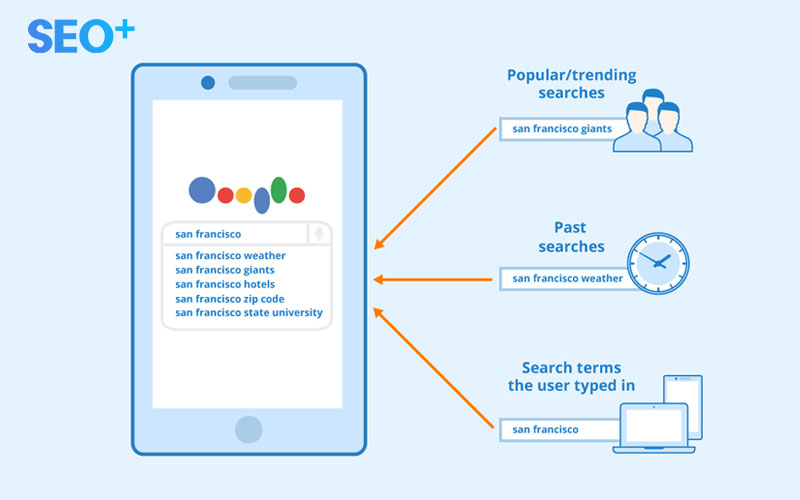 SEO+
san francisco
san francisco weather
san francisco giants
san francisco hotels
san francisco zip code
san francisco state university
Popular/trending
searches
san francisco giants
Past
searches
san francisco weather
Search terms
the user typed in
san francisco